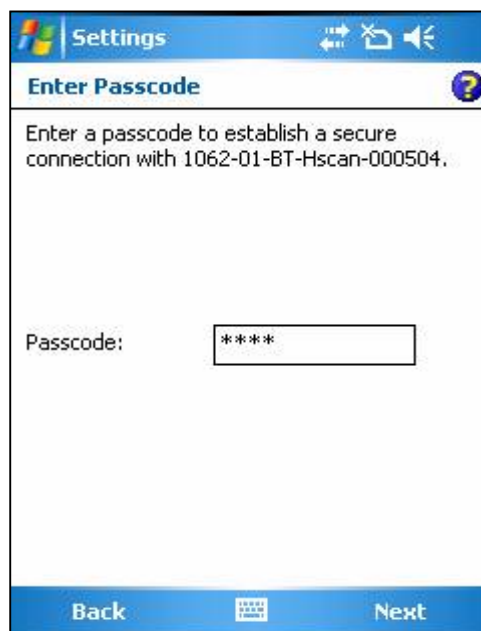 Settings
Enter Passcode
Enter a passcode to establish a secure
connection with 1062-01-BT-Hscan-000504.
Passcode: ****
Back Next